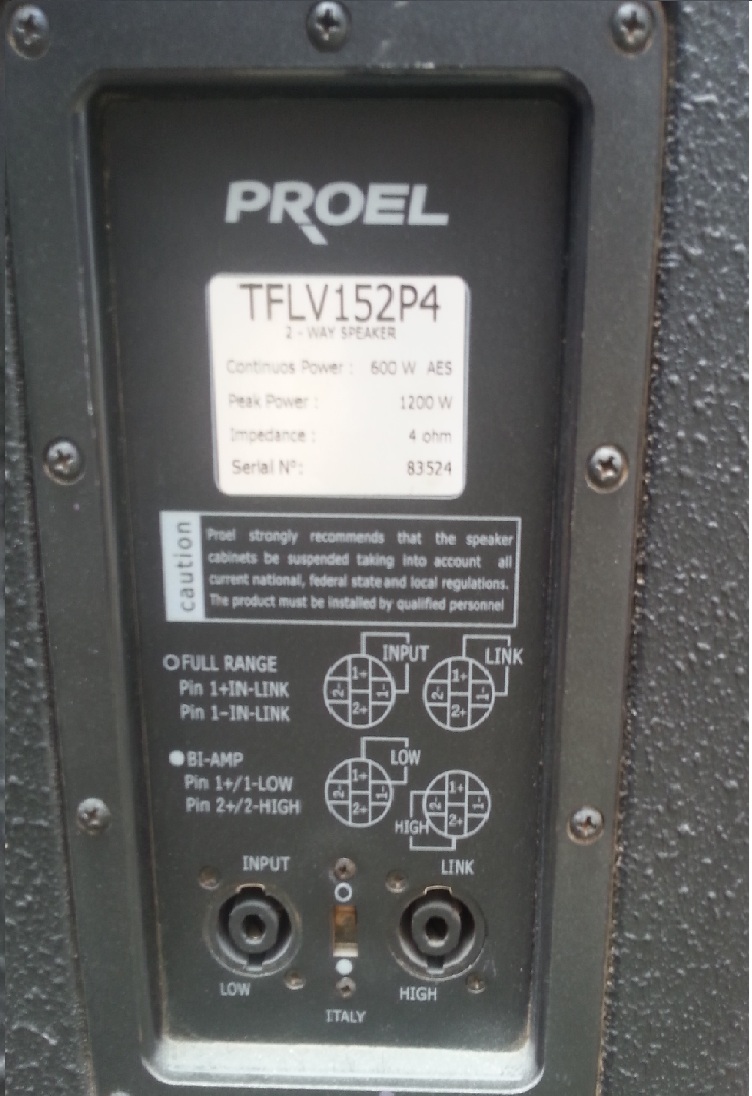 PROEL
TFLV152P4
2 - WAY SPEAKER
Continuos Power : 600 W AES
Peak Power : 1200 W
Impedance : 4 ohm
Serial N°: 83524
caution
Proel strongly recommends that the speaker
cabinets be suspended taking into account all
current national, federal state and local regulations.
The product must be installed by qualified personnel
FULL RANGE
Pin 1+IN-LINK
Pin 1-IN-LINK
INPUT
1+
2-
1-
2+
LINK
1+
2-
1-
2+
BI-AMP
Pin 1+/1-LOW
Pin 2+/2-HIGH
LOW
1+
2-
1-
2+
HIGH
1+
2-
1-
2+
INPUT
LINK
LOW
HIGH
ITALY